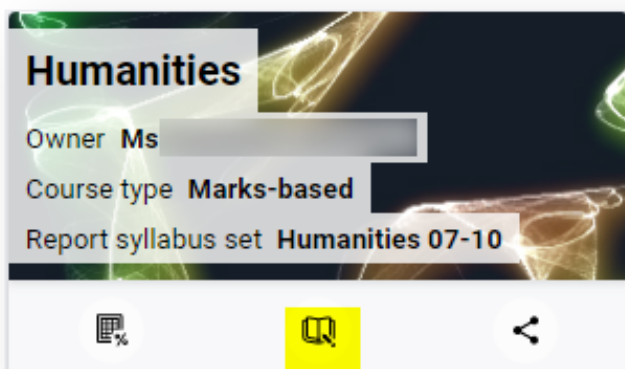 Humanities
Owner Ms
Course type Marks-based
Report syllabus set Humanities 07-10